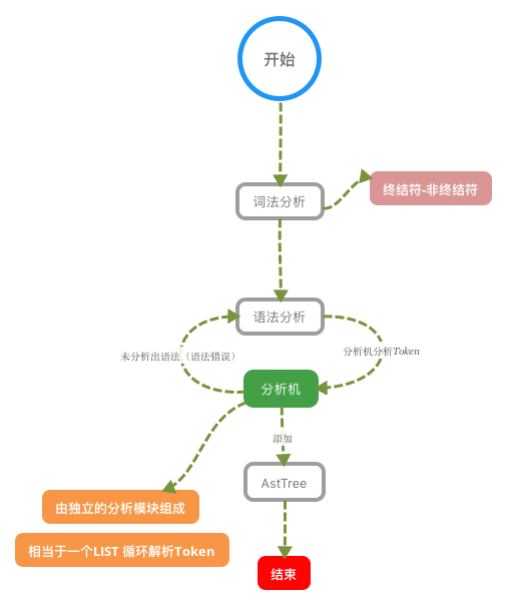 开始
词法分析
终结符-非终结符
语法分析
未分析出语法（语法错误）
分析机分析Token
分析机
添加
AstTree
由独立的分析模块组成
相当于一个LIST 循环解析Token
结束